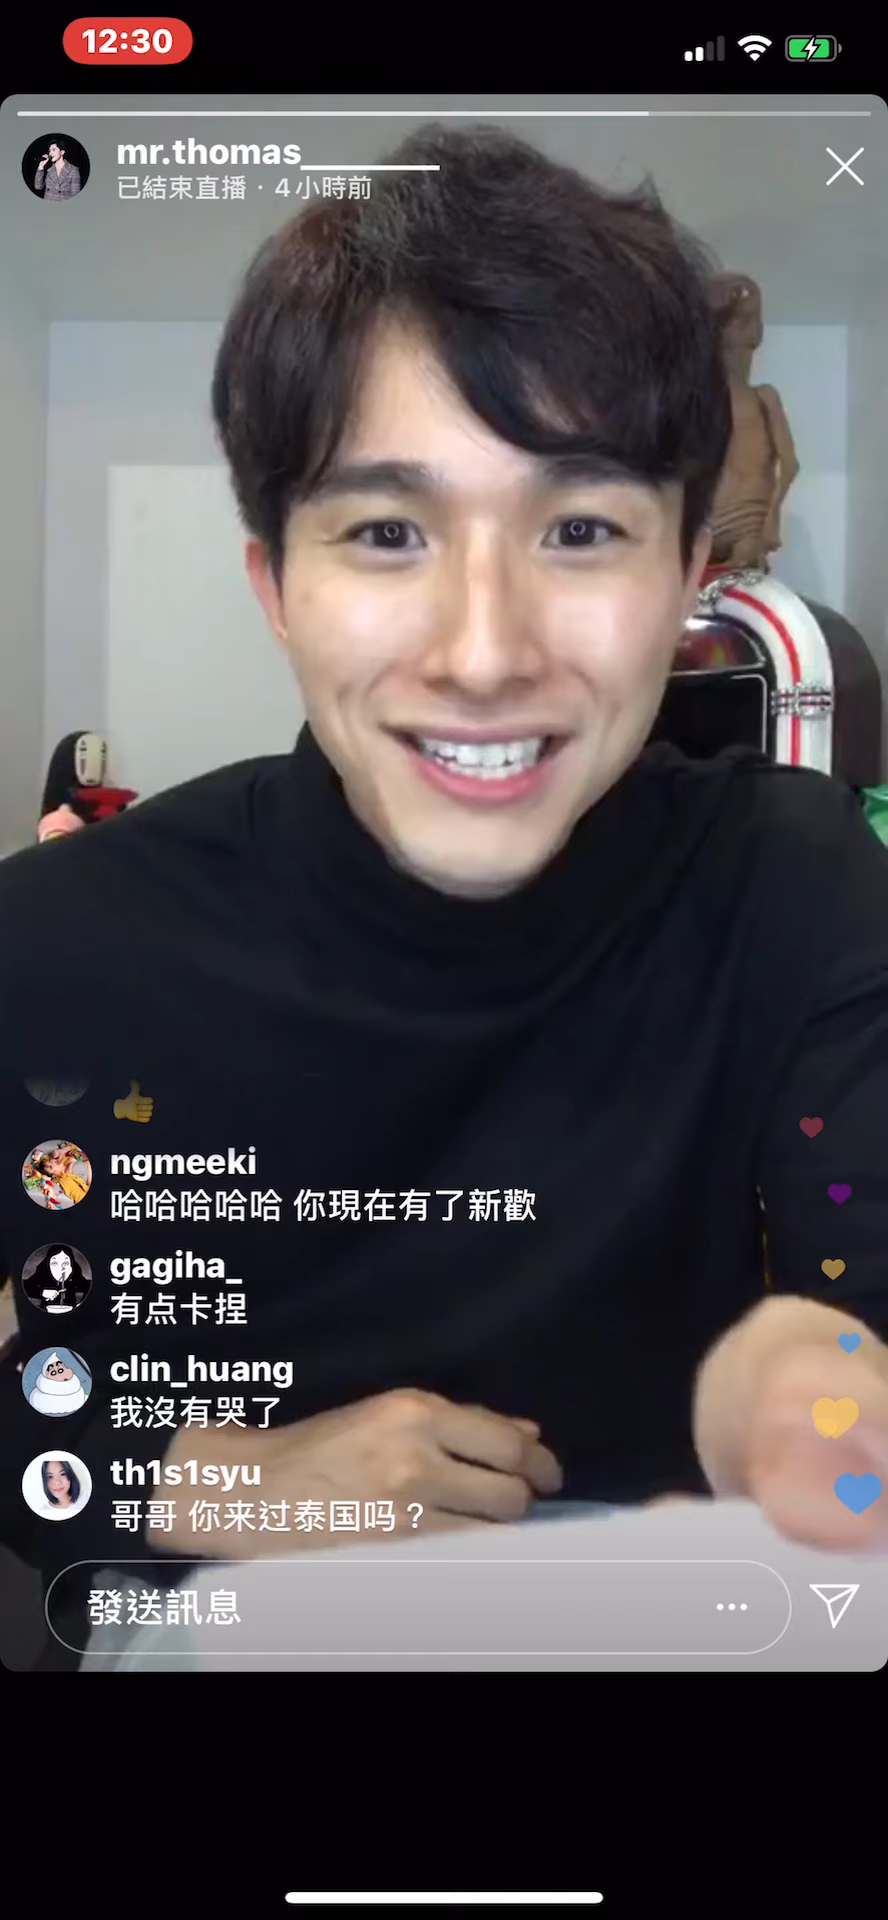 12:30
mr.thomas________
已結束直播 · 4小時前
ngmeeki
哈哈哈哈哈 你現在有了新歡
gagiha_
有点卡捏
clin_huang
我沒有哭了
th1s1syu
哥哥 你来过泰国吗？
發送訊息